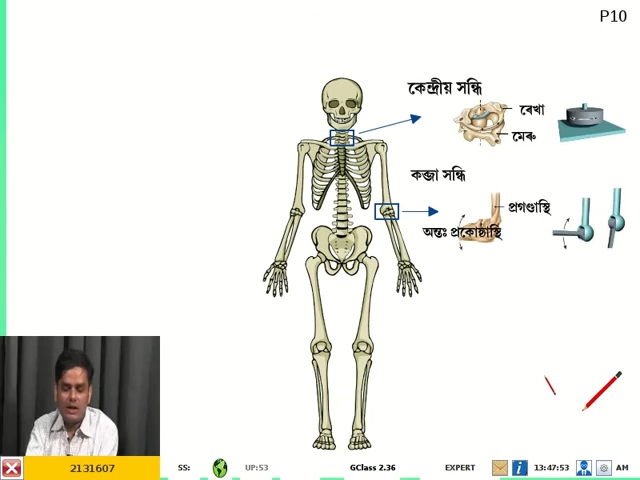 P10
কেন্দ্ৰীয় সন্ধি
ৰেখা
মেৰু
কব্জা সন্ধি
প্ৰগণ্ডাস্থি
অন্তঃ প্ৰকোষ্ঠাস্থি
2131607
SS:
UP:53
GClass 2.36
EXPERT
13:47:53
AM